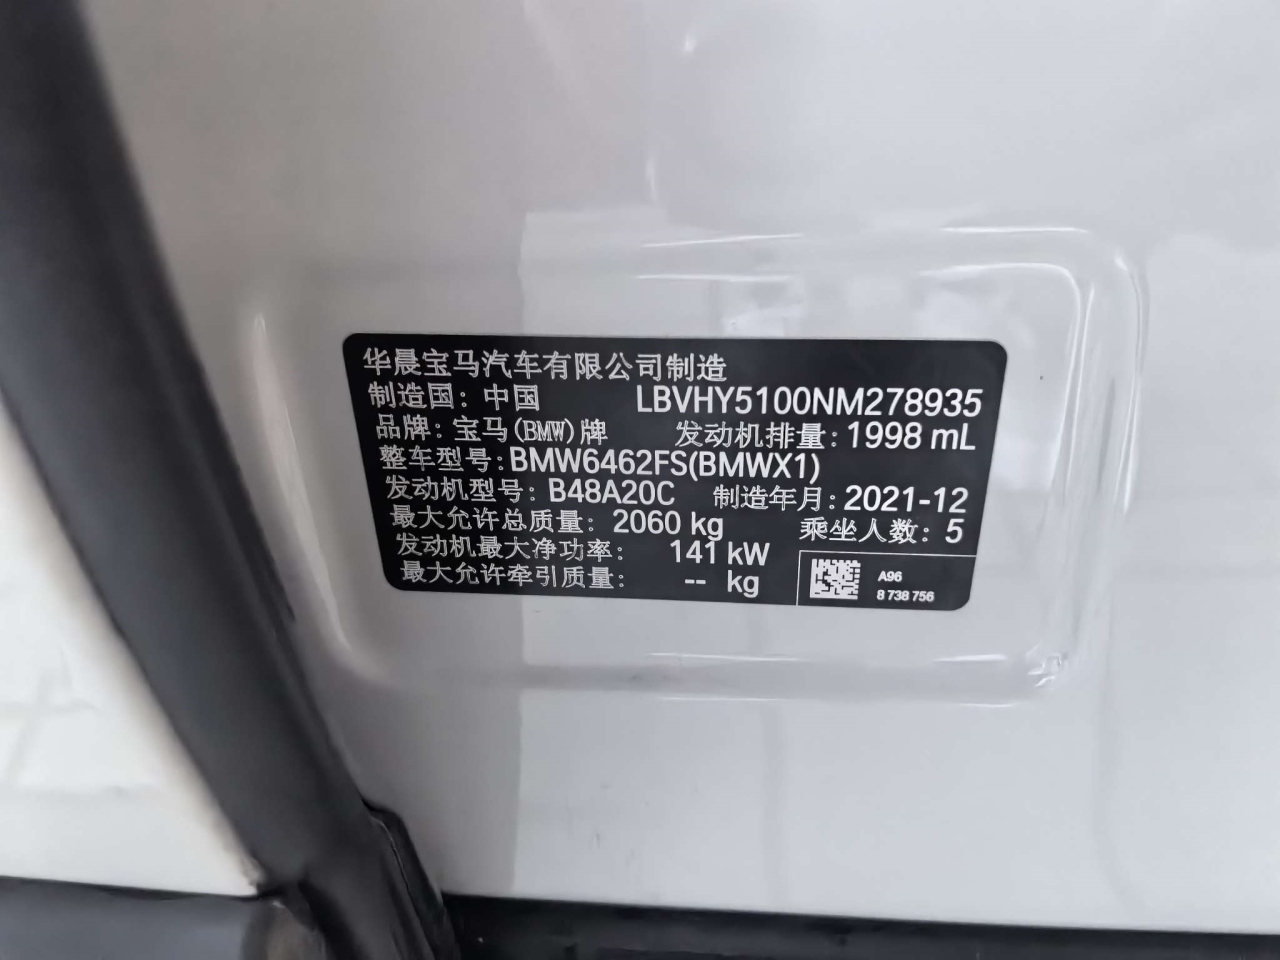 华晨宝马汽车有限公司制造
制造国：中国 LBVHY5100NM278935
品牌：宝马(BMW)牌 发动机排量：1998 mL
整车型号：BMW6462FS(BMWX1)
发动机型号：B48A20C 制造年月：2021-12
最大允许总质量：2060 kg 乘坐人数：5
发动机最大净功率： 141 kW
最大允许牵引质量： -- kg
A96
8 738 756